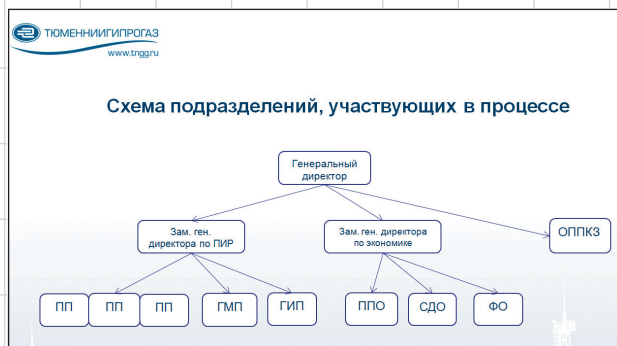 ТЮМЕННИИГИПРОГАЗ
www.tngg.ru
Схема подразделений, участвующих в процессе
Генеральный
директор
Зам. ген.
директора по ПИР
Зам. ген. директора
по экономике
ОППКЗ
ПП
ПП
ПП
ГМП
ГИП
ППО
СДО
ФО